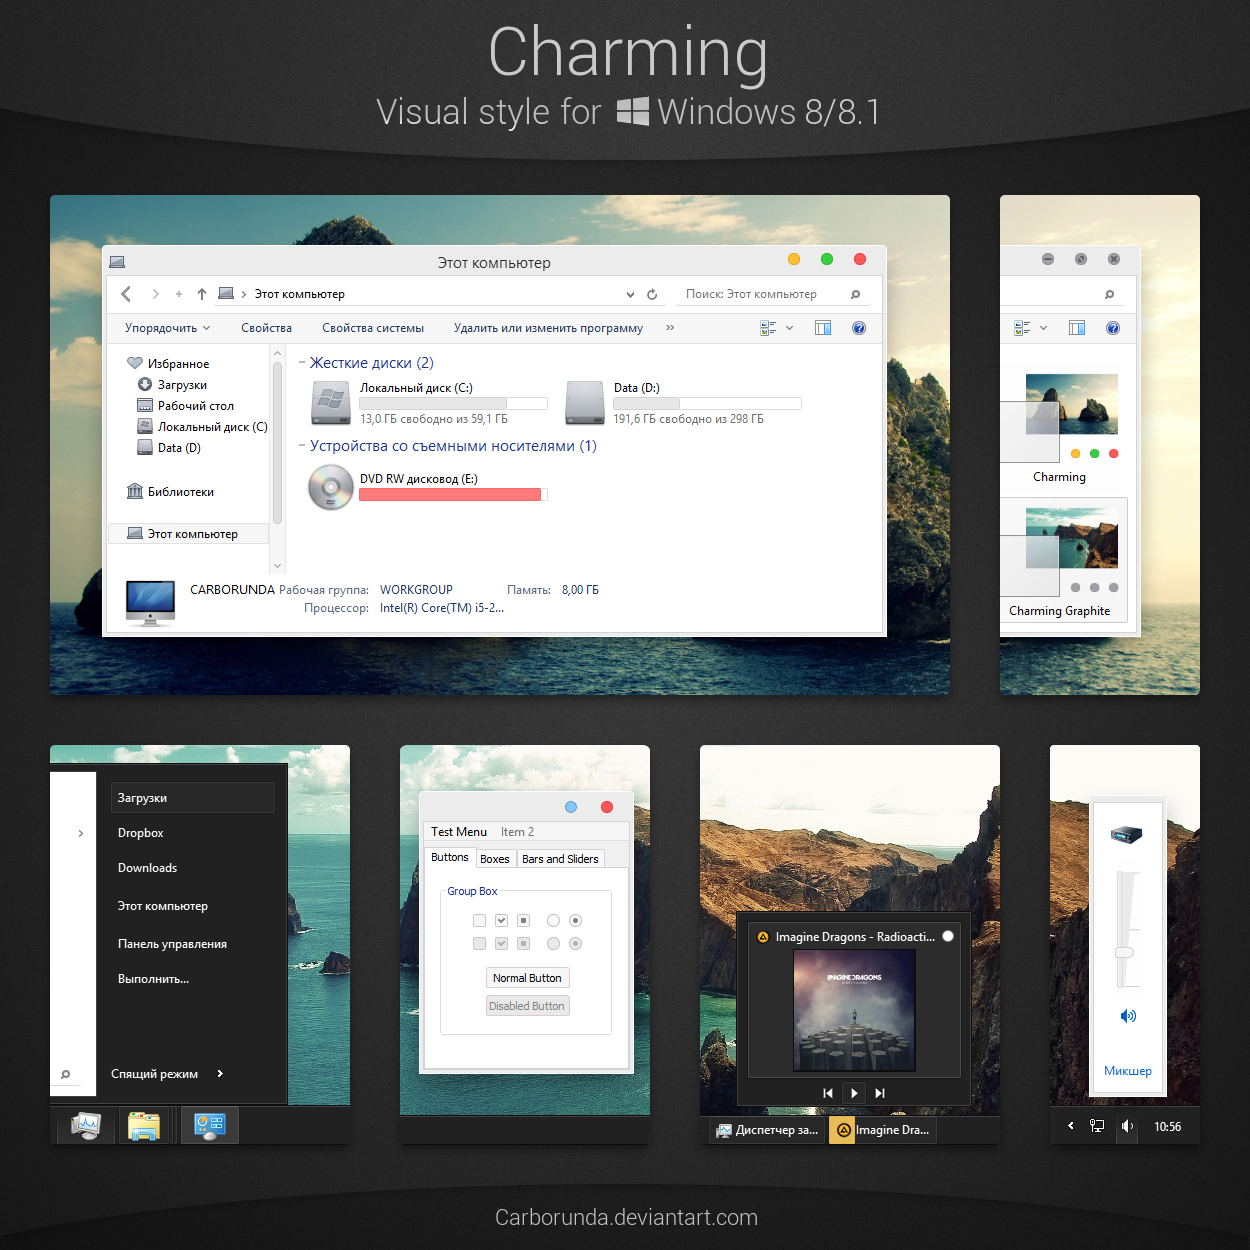 Charming
Visual style for Windows 8/8.1
Этот компьютер
Этот компьютер
Поиск: Этот компьютер
Упорядочить
Свойства
Свойства системы
Удалить или изменить программу
»
Избранное
Загрузки
Рабочий стол
Локальный диск (C)
Data (D)
Библиотеки
Этот компьютер
Жесткие диски (2)
Локальный диск (C:)
13,0 ГБ свободно из 59,1 ГБ
Data (D:)
191,6 ГБ свободно из 298 ГБ
Устройства со съемными носителями (1)
DVD RW дисковод (E:)
CARBORUNDA Рабочая группа: WORKGROUP
Память: 8,00 ГБ
Процессор: Intel(R) Core(TM) i5-2...
Charming
Charming Graphite
Загрузки
Dropbox
Downloads
Этот компьютер
Панель управления
Выполнить...
Спящий режим
Test Menu Item 2
Buttons Boxes Bars and Sliders
Group Box
Normal Button
Disabled Button
Imagine Dragons - Radioacti...
IMAGINE DRAGONS
Диспетчер за...
Imagine Dra...
Микшер
10:56
Carborunda.deviantart.com